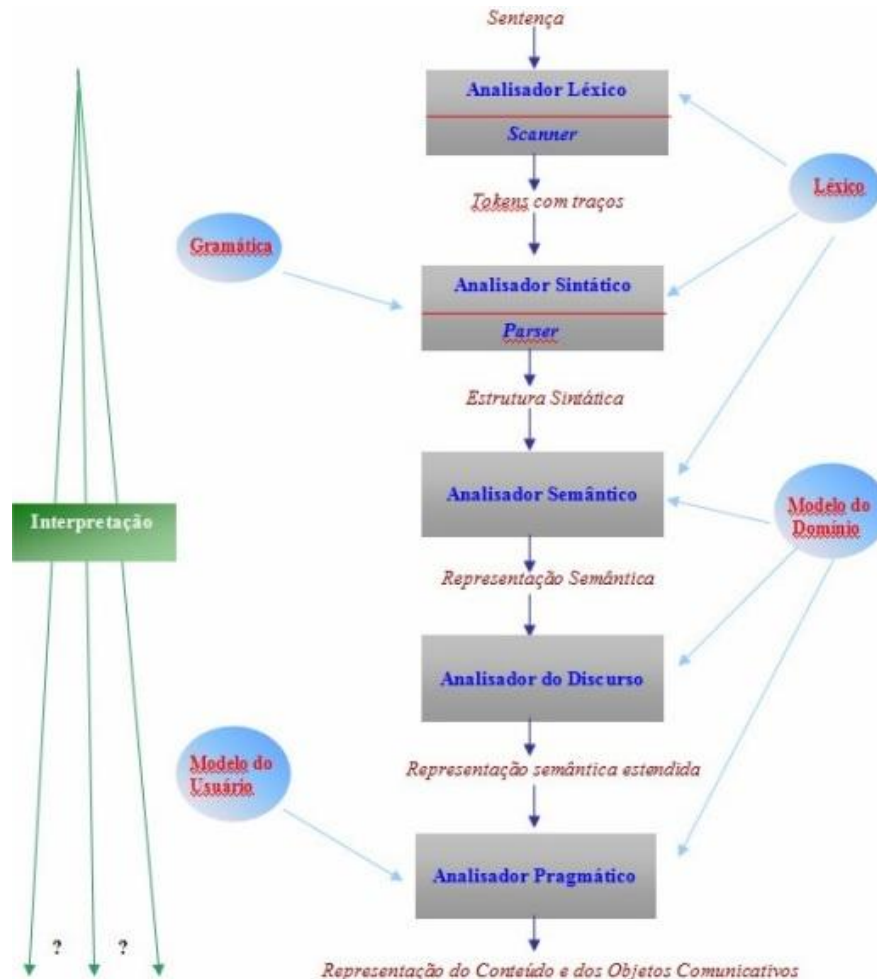 Sentença
Analisador Léxico
Scanner
Léxico
Tokens com traços
Gramática
Analisador Sintático
Parser
Estrutura Sintática
Analisador Semântico
Modelo do
Domínio
Interpretação
Representação Semântica
Analisador do Discurso
Modelo do
Usuário
Representação semântica estendida
Analisador Pragmático
? ?
Representação do Conteúdo e dos Objetos Comunicativos